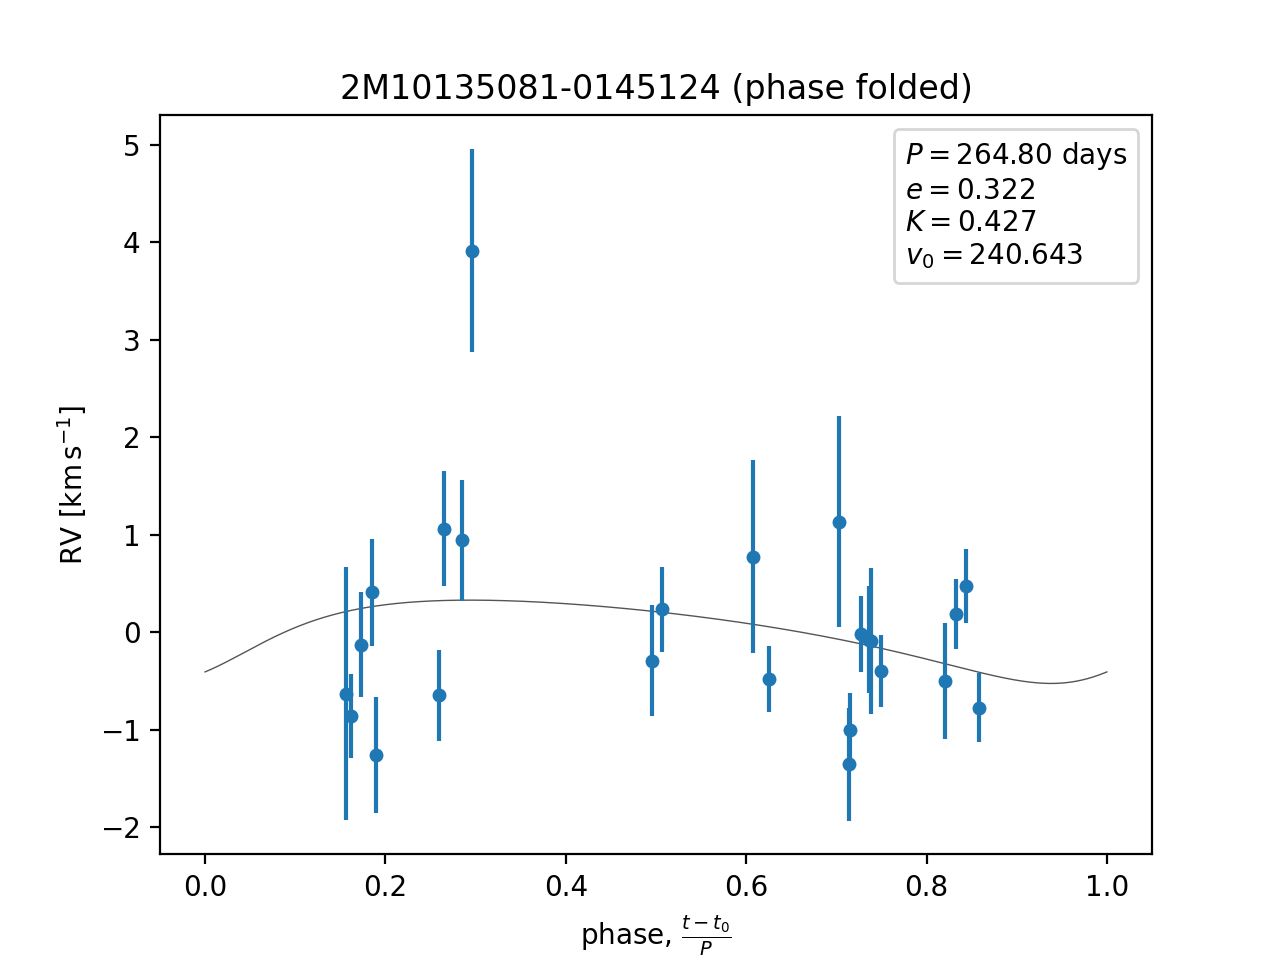 2M10135081-0145124 (phase folded)
P = 264.80 days
e = 0.322
K = 0.427
v₀ = 240.643
5
4
3
2
1
0
−1
−2
RV [km s⁻¹]
0.0 0.2 0.4 0.6 0.8 1.0
phase, (t − t₀)/P